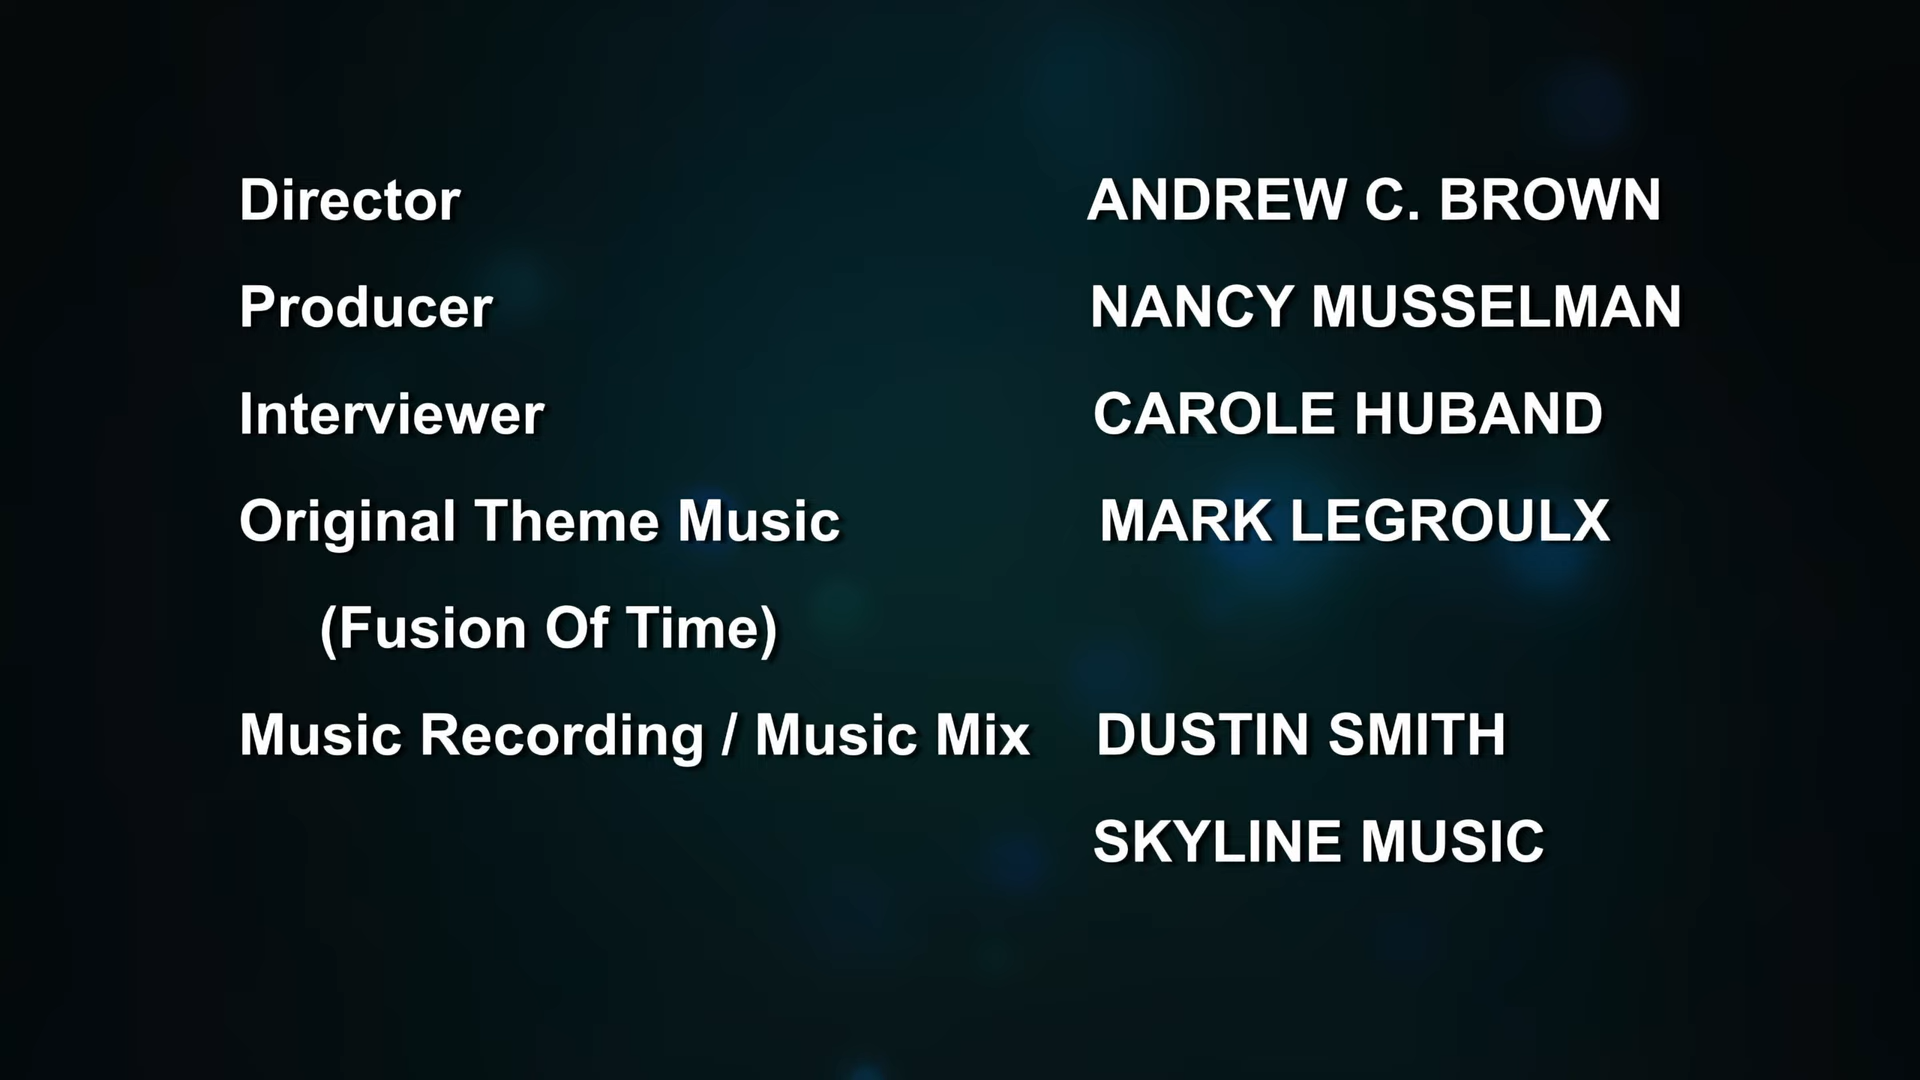 Director ANDREW C. BROWN
Producer NANCY MUSSELMAN
Interviewer CAROLE HUBAND
Original Theme Music MARK LEGROULX
(Fusion Of Time)
Music Recording / Music Mix DUSTIN SMITH
SKYLINE MUSIC